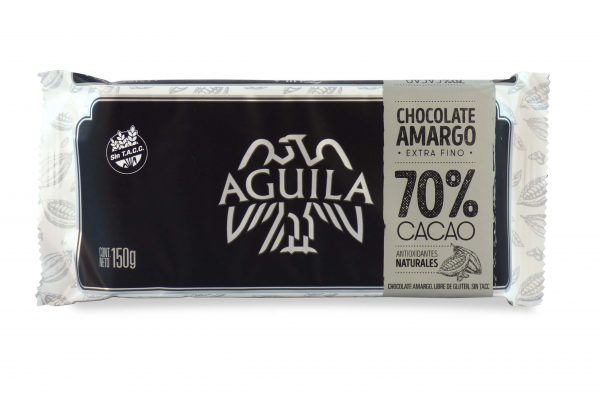 Sin T.A.C.C.
AGUILA
CONT.
NETO 150g
CHOCOLATE
AMARGO
EXTRA FINO
70%
CACAO
ANTIOXIDANTES
NATURALES
CHOCOLATE AMARGO, LIBRE DE GLUTEN, SIN TACC